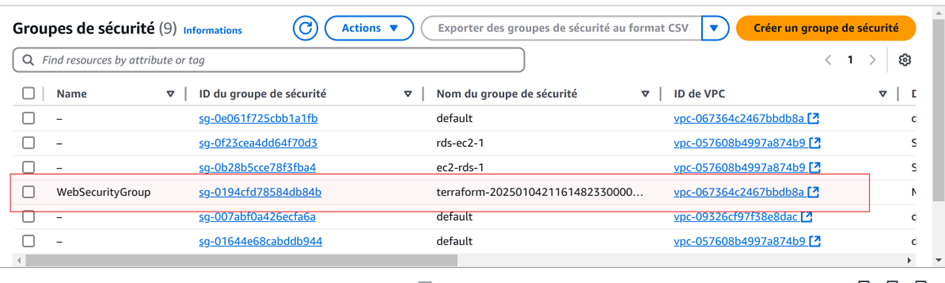 Groupes de sécurité (9) Informations Actions Exporter des groupes de sécurité au format CSV Créer un groupe de sécurité
Find resources by attribute or tag 1
Name ID du groupe de sécurité Nom du groupe de sécurité ID de VPC D
– sg-0e061f725cbb1a1fb default vpc-067364c2467bbdb8a d
– sg-0f23cea4dd64f70d3 rds-ec2-1 vpc-057608b4997a874b9 S
– sg-0b28b5cce78f3fba4 ec2-rds-1 vpc-057608b4997a874b9 S
WebSecurityGroup sg-0194cfd78584db84b terraform-2025010421161482330000... vpc-067364c2467bbdb8a M
– sg-007abf0a426ecfa6a default vpc-09326cf97f38e8dac d
– sg-01644e68cabddb944 default vpc-057608b4997a874b9 d